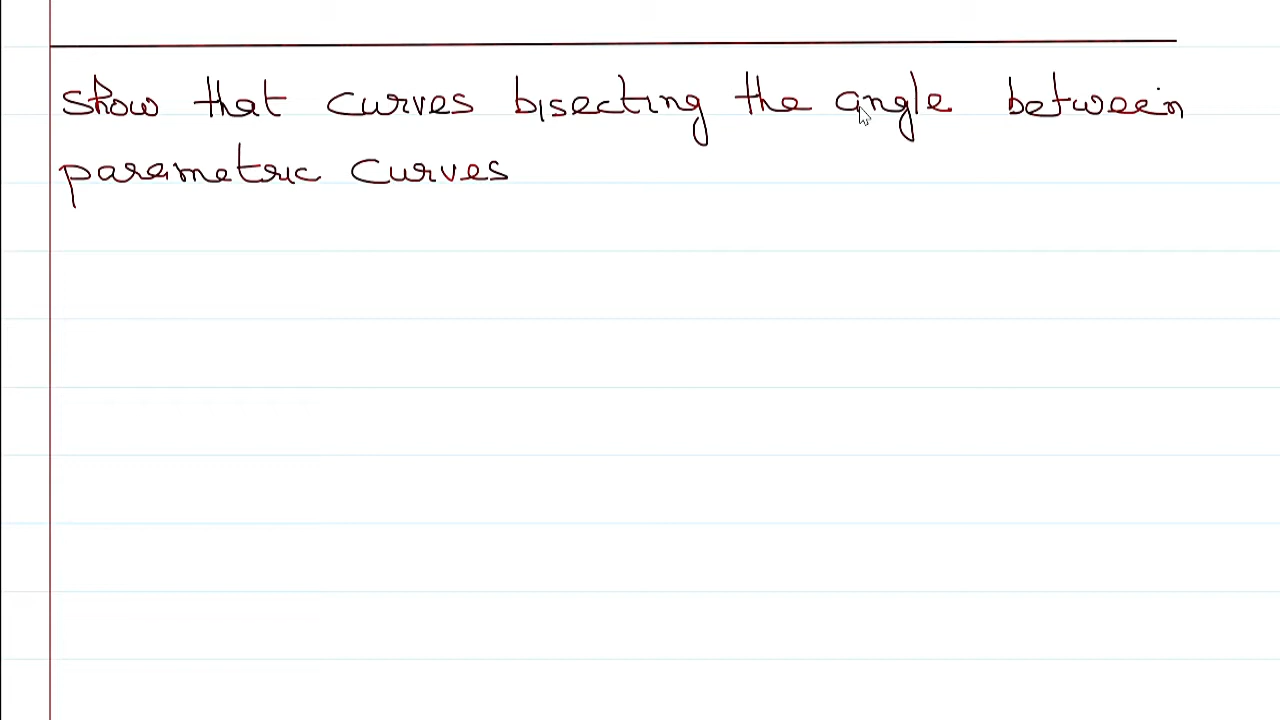 show that curves bisecting the angle between
parametric curves